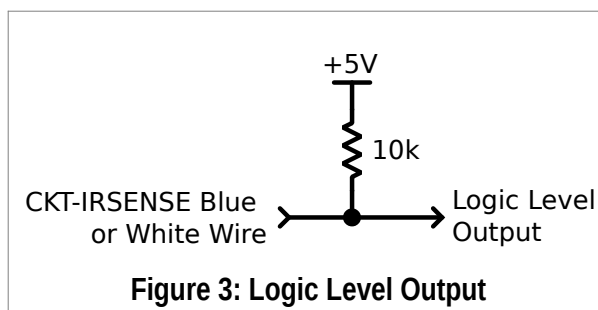 +5V
10k
CKT-IRSENSE Blue
or White Wire
Logic Level
Output
Figure 3: Logic Level Output